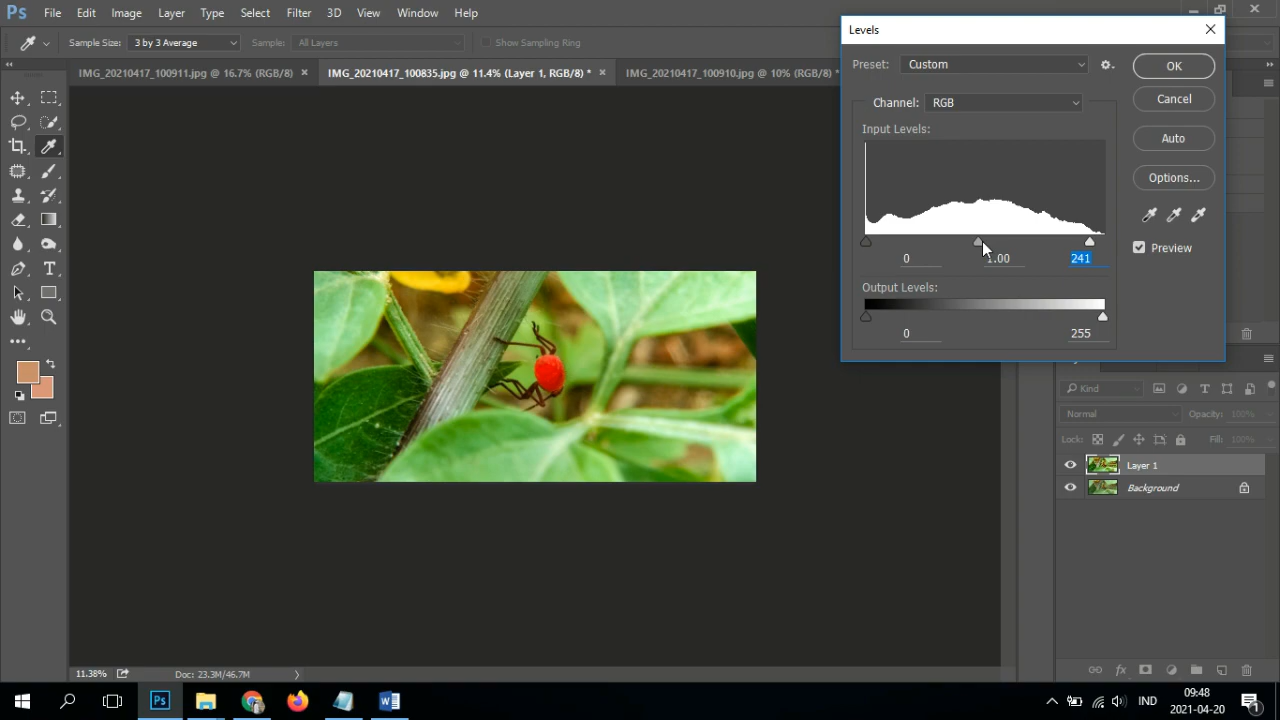 Ps File Edit Image Layer Type Select Filter 3D View Window Help
Sample Size: 3 by 3 Average Sample: All Layers Show Sampling Ring
IMG_20210417_100911.jpg @ 16.7% (RGB/8) × IMG_20210417_100835.jpg @ 11.4% (Layer 1, RGB/8) * × IMG_20210417_100910.jpg @ 10% (RGB/8) *
Levels
Preset: Custom
OK
Channel: RGB
Cancel
Input Levels:
Auto
Options...
Preview
0 1.00 241
Output Levels:
0 255
Kind
Normal Opacity: 100%
Lock: Fill: 100%
Layer 1
Background
11.38% Doc: 23.3M/46.7M
IND
09:48
2021-04-20
1